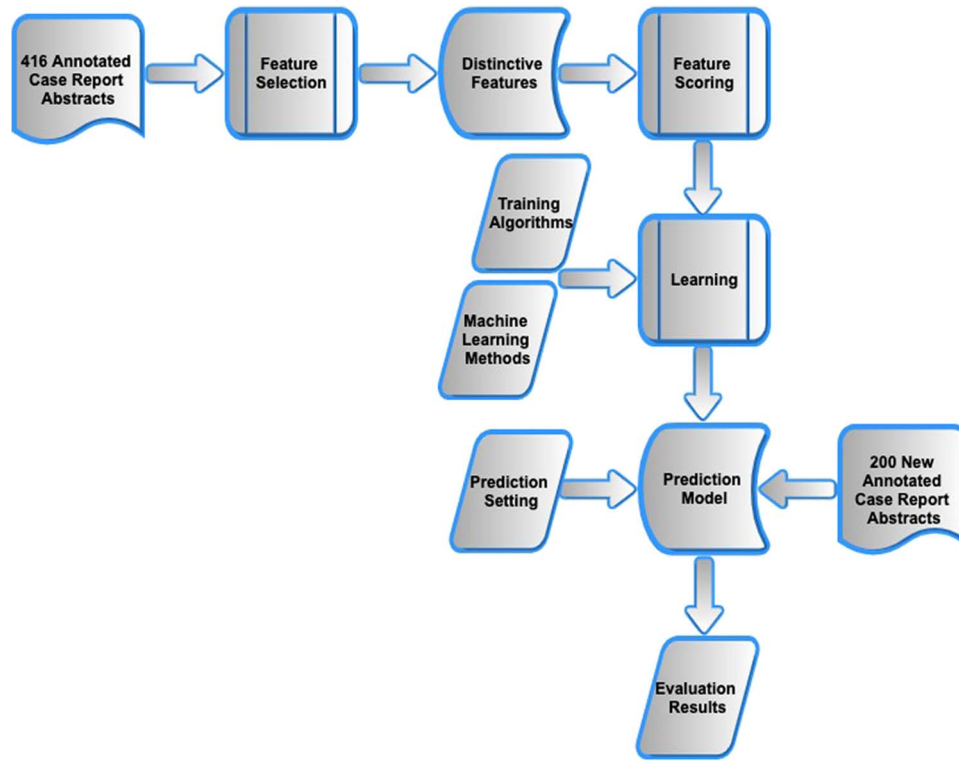 416 Annotated
Case Report
Abstracts
Feature
Selection
Distinctive
Features
Feature
Scoring
Training
Algorithms
Learning
Machine
Learning
Methods
Prediction
Setting
Prediction
Model
200 New
Annotated
Case Report
Abstracts
Evaluation
Results